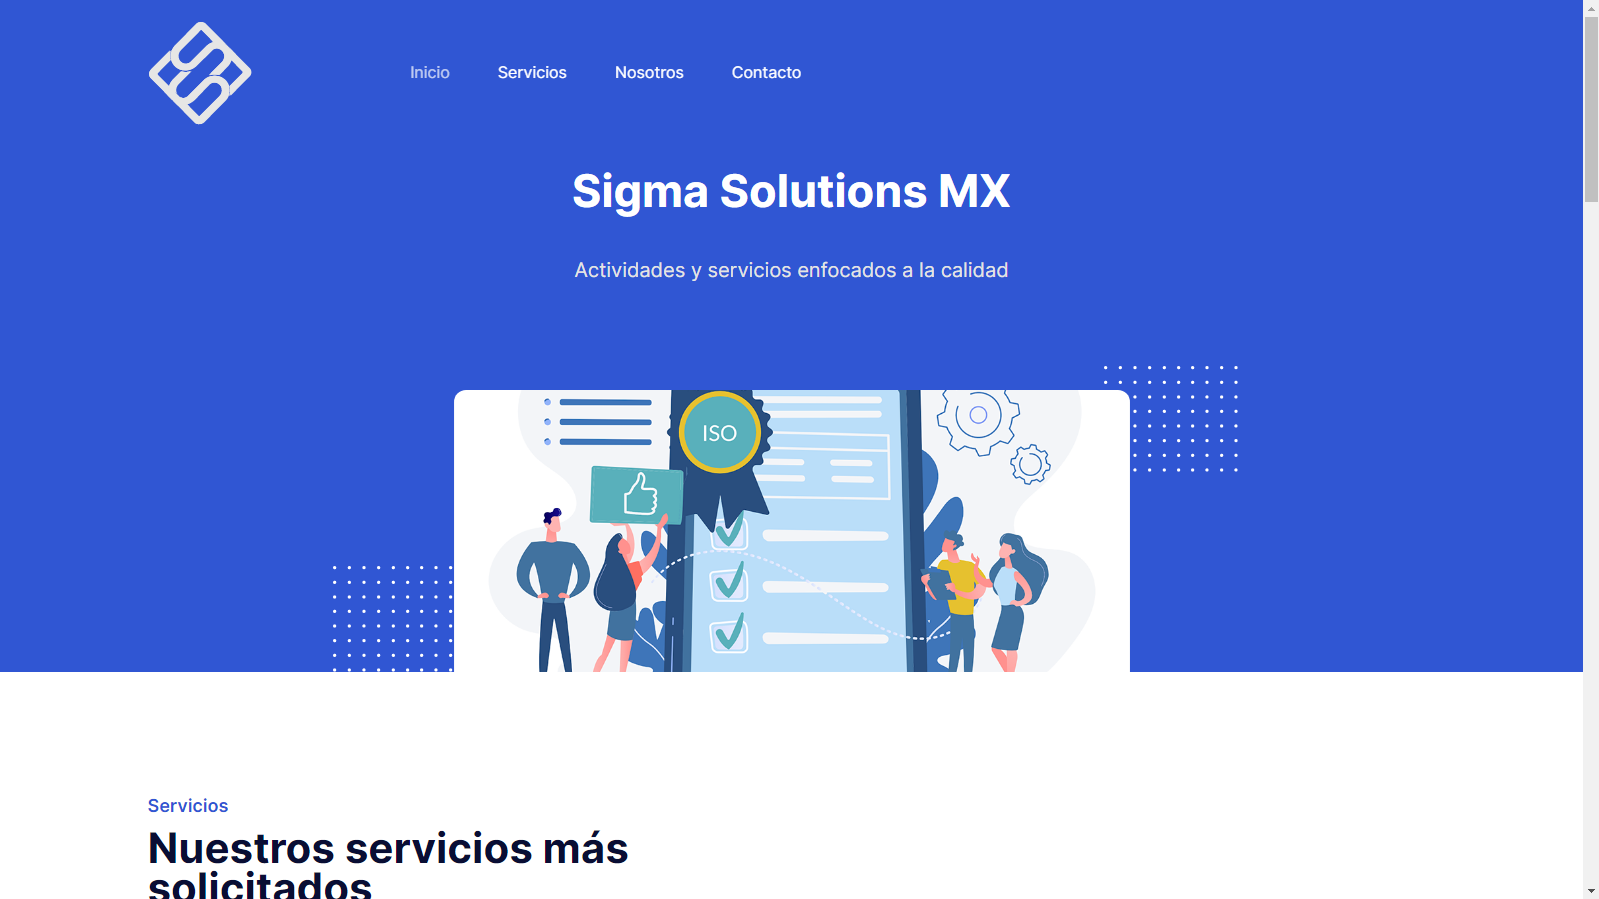 Inicio Servicios Nosotros Contacto
Sigma Solutions MX
Actividades y servicios enfocados a la calidad
ISO
Servicios
Nuestros servicios más
solicitados